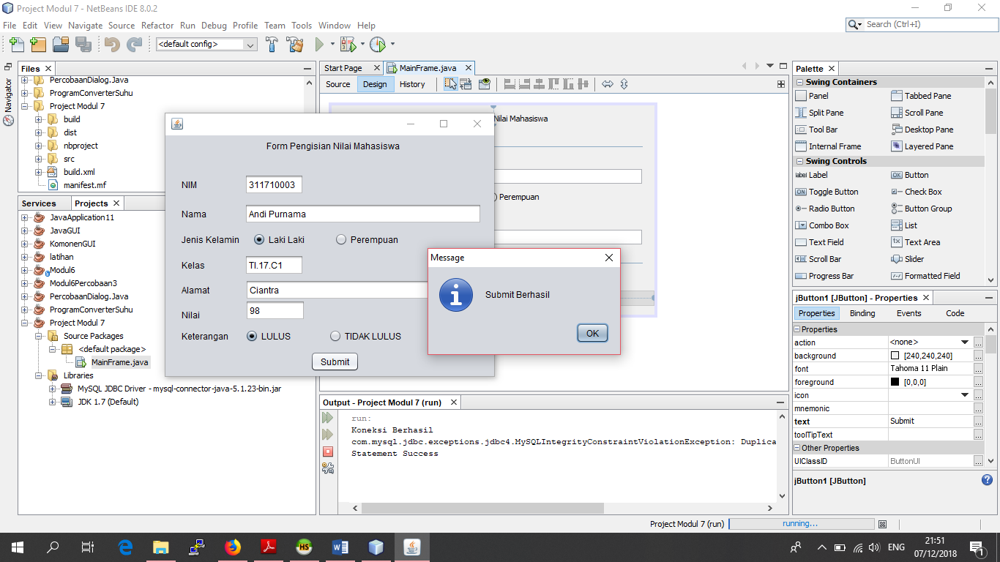 Project Modul 7 - NetBeans IDE 8.0.2
File Edit View Navigate Source Refactor Run Debug Profile Team Tools Window Help
Search (Ctrl+I)
<default config>
Navigator
Files
PercobaanDialog.Java
ProgramConverterSuhu
Project Modul 7
build
dist
nbproject
src
build.xml
manifest.mf
Services
Projects
JavaApplication11
JavaGUI
KomonenGUI
latihan
Modul6
Modul6Percobaan3
PercobaanDialog.Java
ProgramConverterSuhu
Project Modul 7
Source Packages
<default package>
MainFrame.java
Libraries
MySQL JDBC Driver - mysql-connector-java-5.1.23-bin.jar
JDK 1.7 (Default)
Start Page
MainFrame.java
Source
Design
History
Nilai Mahasiswa
Perempuan
Form Pengisian Nilai Mahasiswa
NIM
311710003
Nama
Andi Purnama
Jenis Kelamin
Laki Laki
Perempuan
Kelas
TI.17.C1
Alamat
Ciantra
Nilai
98
Keterangan
LULUS
TIDAK LULUS
Submit
Message
Submit Berhasil
OK
Output - Project Modul 7 (run)
run:
Koneksi Berhasil
com.mysql.jdbc.exceptions.jdbc4.MySQLIntegrityConstraintViolationException: Duplica
Statement Success
Palette
Swing Containers
Panel
Tabbed Pane
Split Pane
Scroll Pane
Tool Bar
Desktop Pane
Internal Frame
Layered Pane
Swing Controls
label Label
OK Button
ON Toggle Button
Check Box
Radio Button
Button Group
Combo Box
List
Text Field
Text Area
Scroll Bar
Slider
Progress Bar
Formatted Field
jButton1 [JButton] - Properties
Properties
Binding
Events
Code
Properties
action
<none>
background
[240,240,240]
font
Tahoma 11 Plain
foreground
[0,0,0]
icon
mnemonic
text
Submit
toolTipText
Other Properties
UIClassID
ButtonUI
jButton1 [JButton]
Project Modul 7 (run)
running...
HS
ENG
21:51
07/12/2018
1